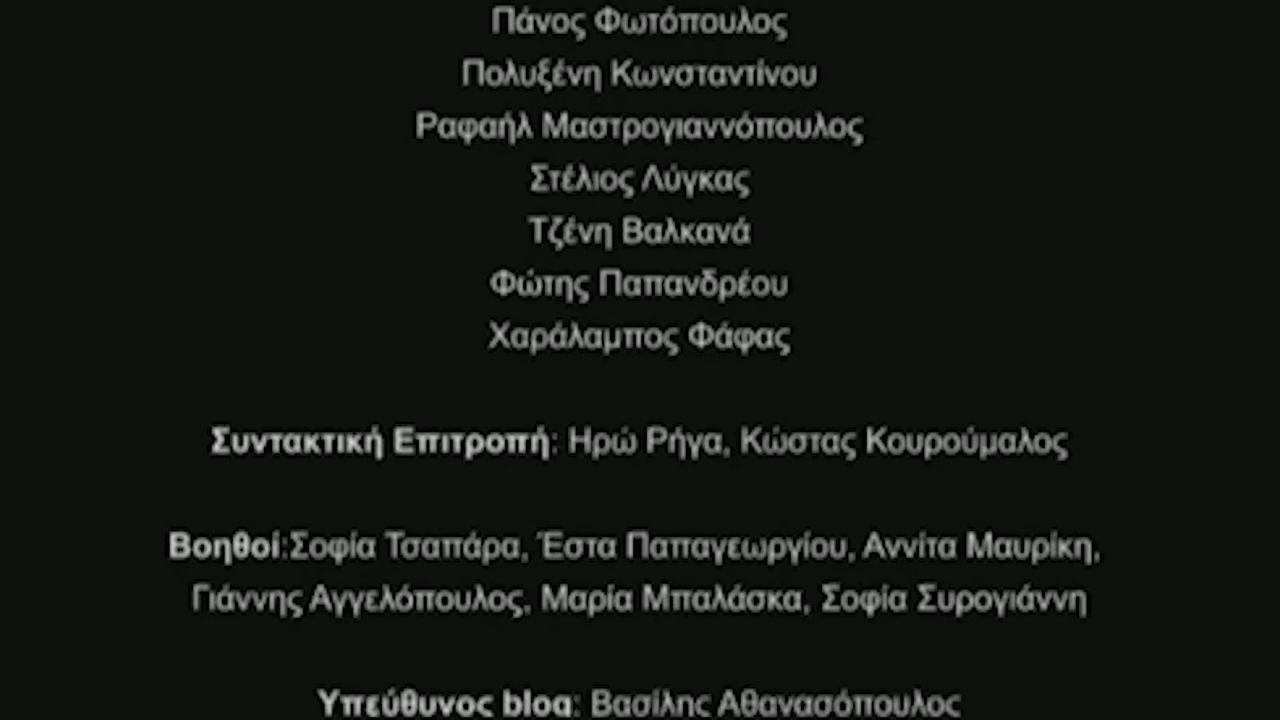 Πάνος Φωτόπουλος
Πολυξένη Κωνσταντίνου
Ραφαήλ Μαστρογιαννόπουλος
Στέλιος Λύγκας
Τζένη Βαλκανά
Φώτης Παπανδρέου
Χαράλαμπος Φάφας
Συντακτική Επιτροπή: Ηρώ Ρήγα, Κώστας Κουρούμαλος
Βοηθοί:Σοφία Τσαπάρα, Έστα Παπαγεωργίου, Αννίτα Μαυρίκη,
Γιάννης Αγγελόπουλος, Μαρία Μπαλάσκα, Σοφία Συρογιάννη
Υπεύθυνος blog: Βασίλης Αθανασόπουλος